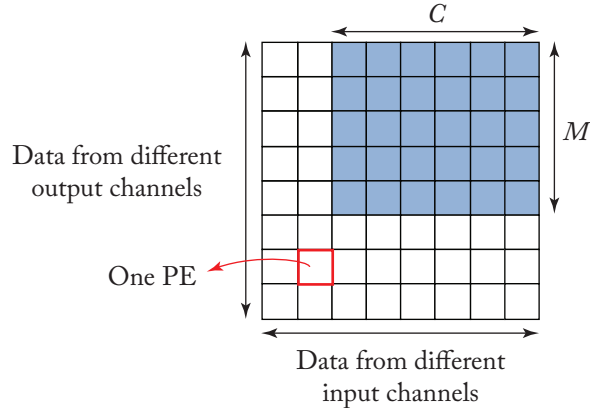 C
M
Data from different
output channels
One PE
Data from different
input channels